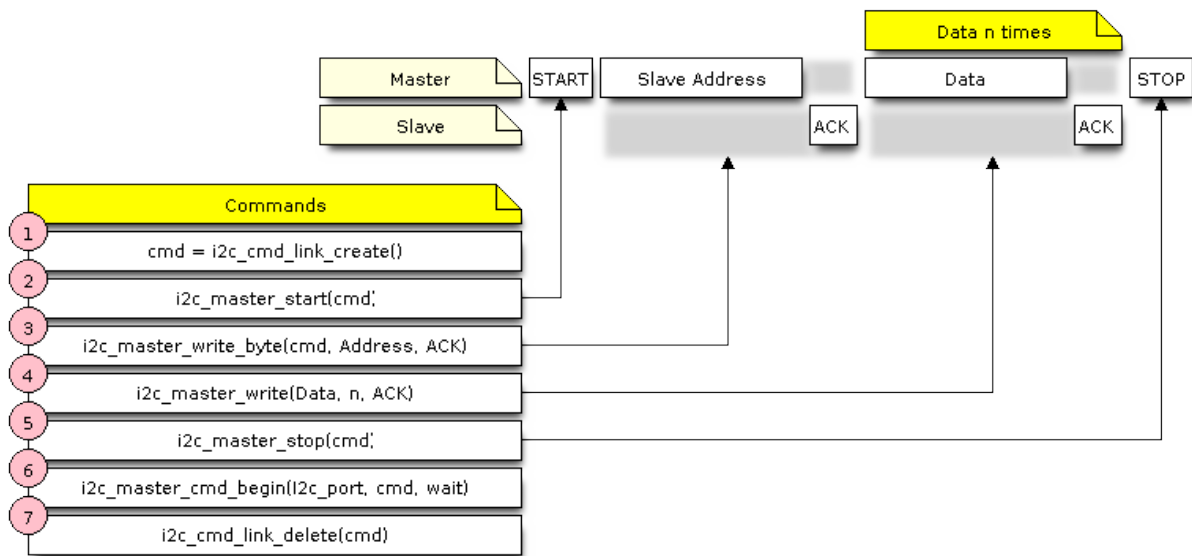 Data n times
Master START Slave Address Data STOP
Slave ACK ACK
Commands
1
cmd = i2c_cmd_link_create()
2
i2c_master_start(cmd)
3
i2c_master_write_byte(cmd, Address, ACK)
4
i2c_master_write(Data, n, ACK)
5
i2c_master_stop(cmd)
6
i2c_master_cmd_begin(I2c_port, cmd, wait)
7
i2c_cmd_link_delete(cmd)